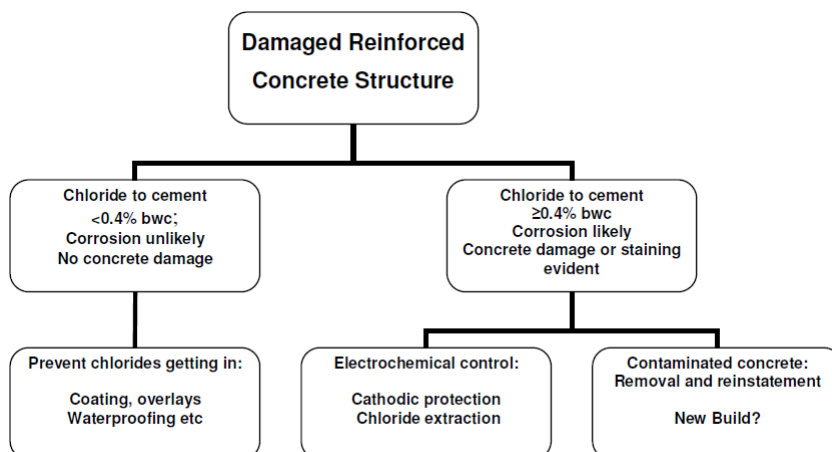 Damaged Reinforced
Concrete Structure
Chloride to cement
<0.4% bwc;
Corrosion unlikely
No concrete damage
Chloride to cement
≥0.4% bwc
Corrosion likely
Concrete damage or staining
evident
Prevent chlorides getting in:
Coating, overlays
Waterproofing etc
Electrochemical control:
Cathodic protection
Chloride extraction
Contaminated concrete:
Removal and reinstatement
New Build?